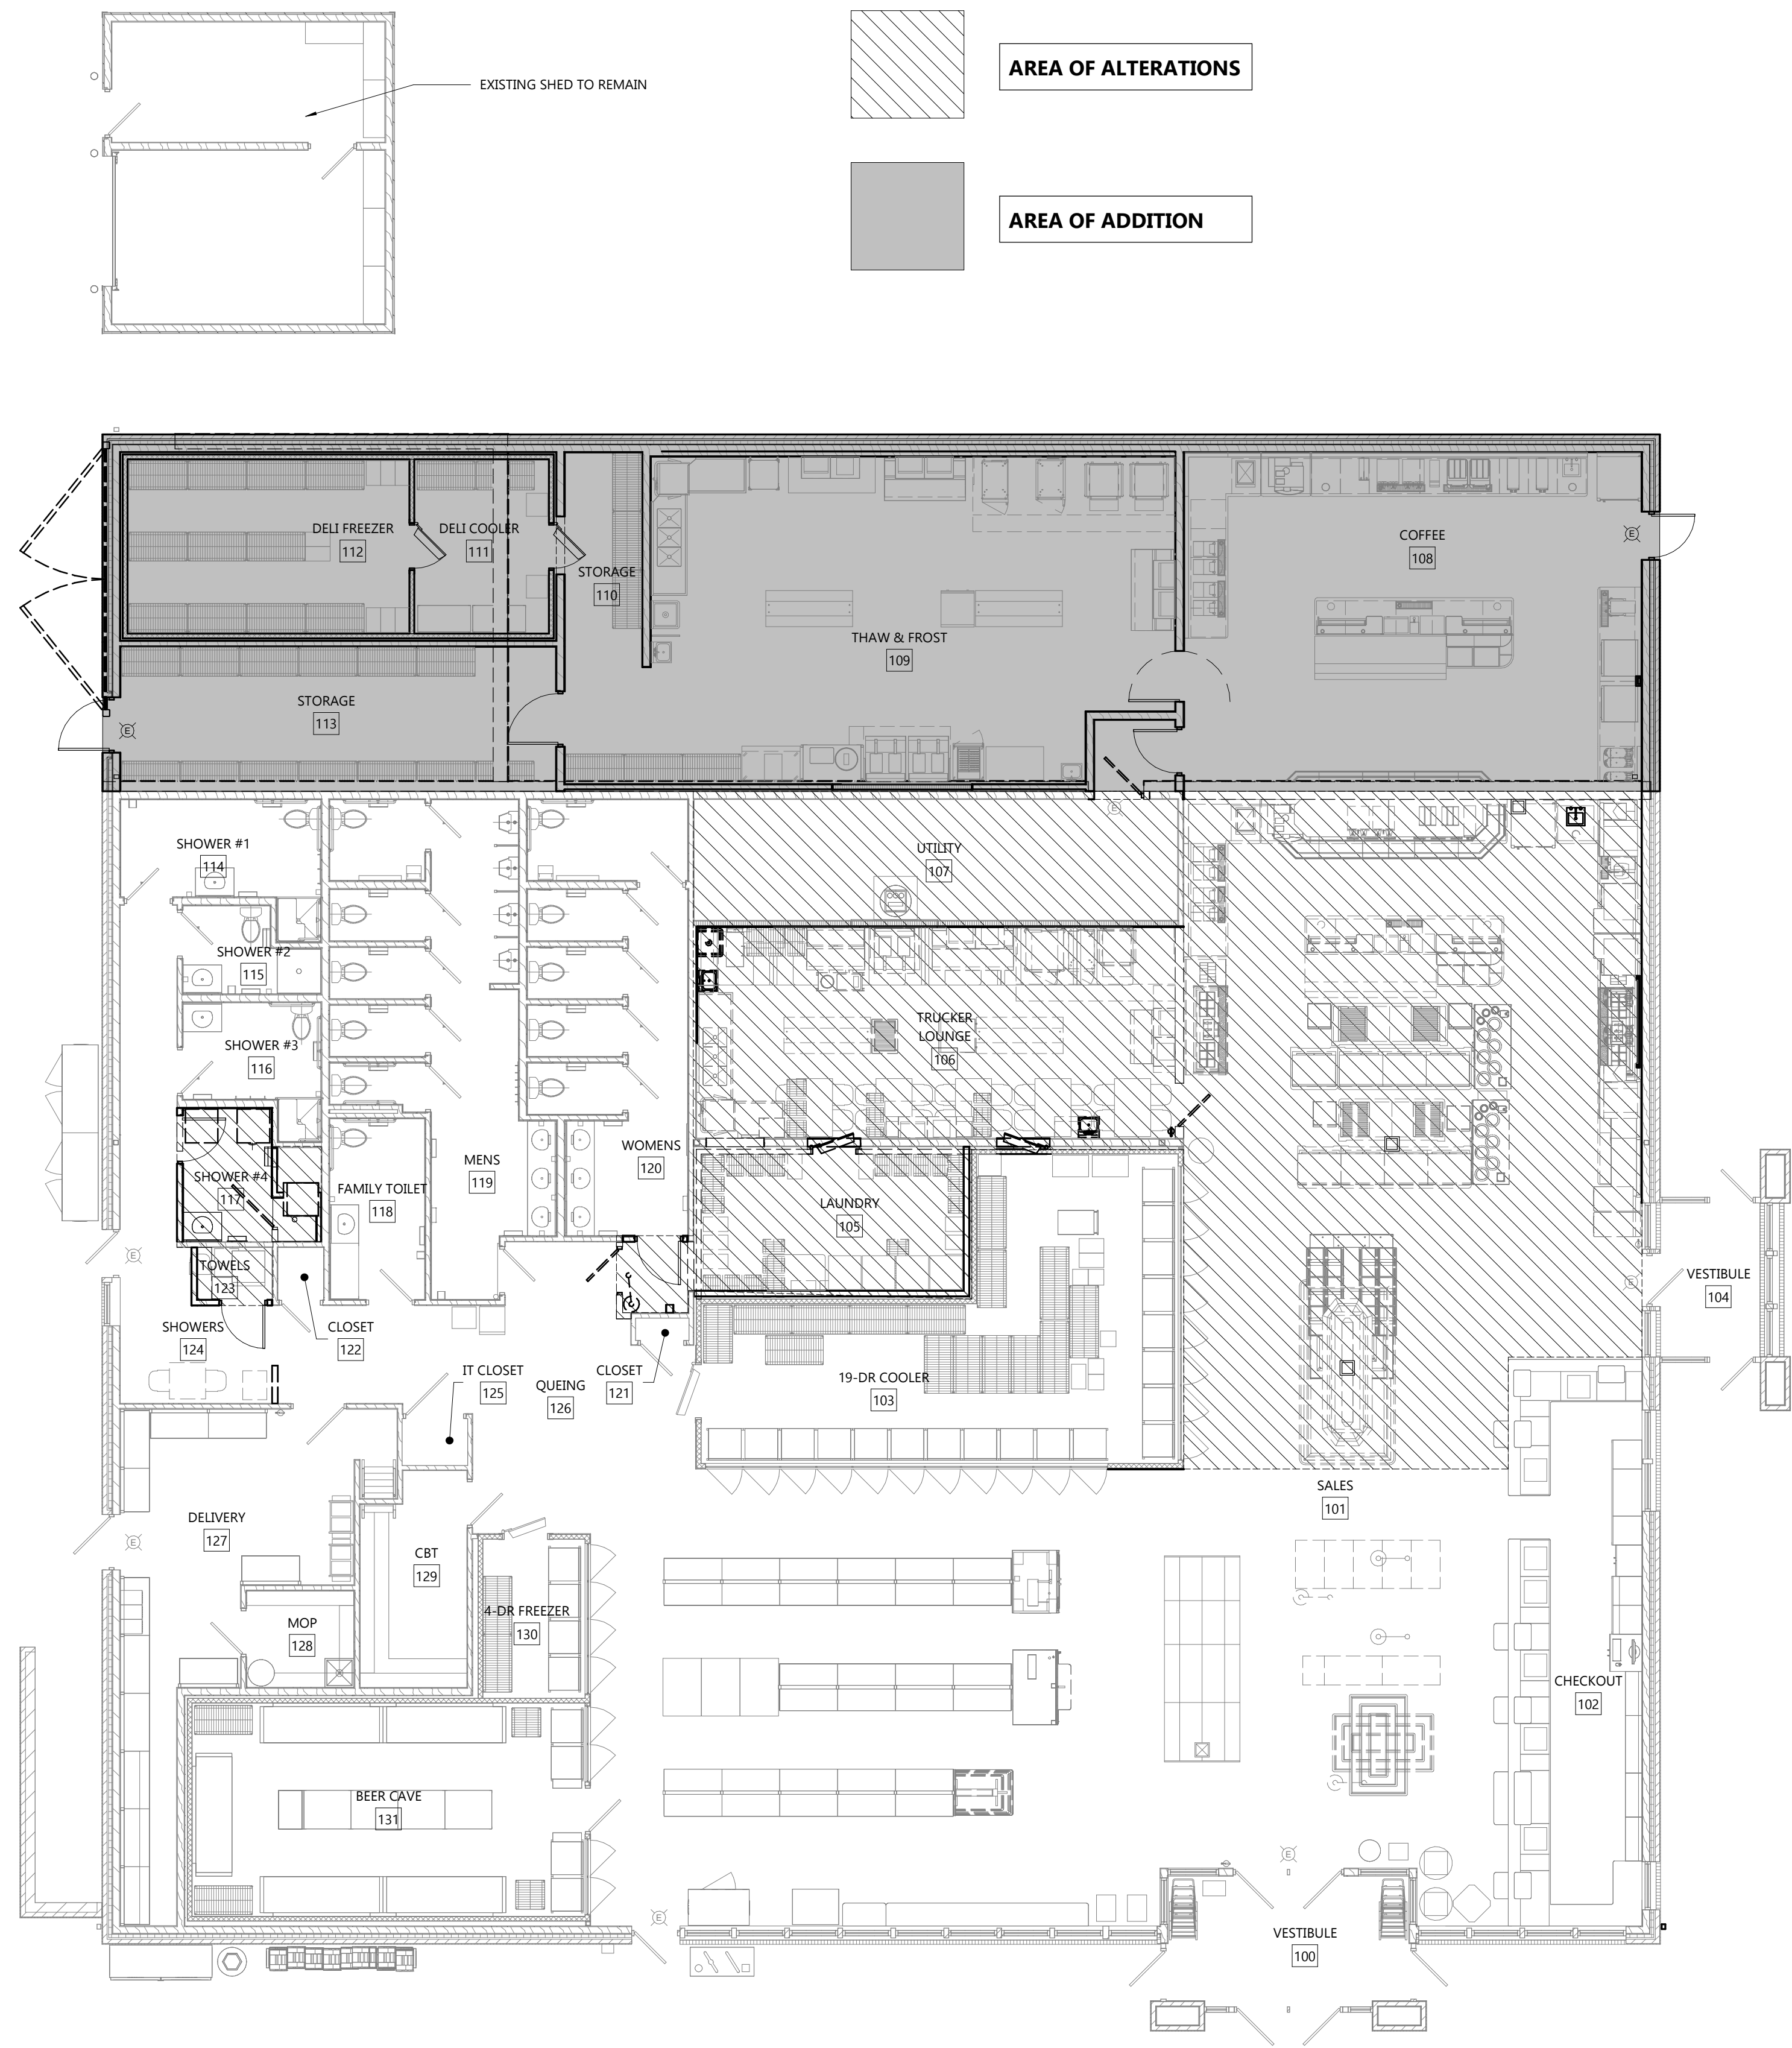 EXISTING SHED TO REMAIN
AREA OF ALTERATIONS
AREA OF ADDITION
DELI FREEZER
112
DELI COOLER
111
STORAGE
110
COFFEE
108
E
THAW & FROST
109
STORAGE
113
E
E
SHOWER #1
114
UTILITY
107
SHOWER #2
115
TRUCKER
LOUNGE
106
SHOWER #3
116
WOMENS
120
MENS
119
SHOWER #4
117
FAMILY TOILET
118
LAUNDRY
105
E
TOWELS
123
E
VESTIBULE
104
SHOWERS
124
CLOSET
122
IT CLOSET
125
QUEING
126
CLOSET
121
19-DR COOLER
103
SALES
101
DELIVERY
127
E
CBT
129
MOP
128
4-DR FREEZER
130
CHECKOUT
102
BEER CAVE
131
E
E
VESTIBULE
100